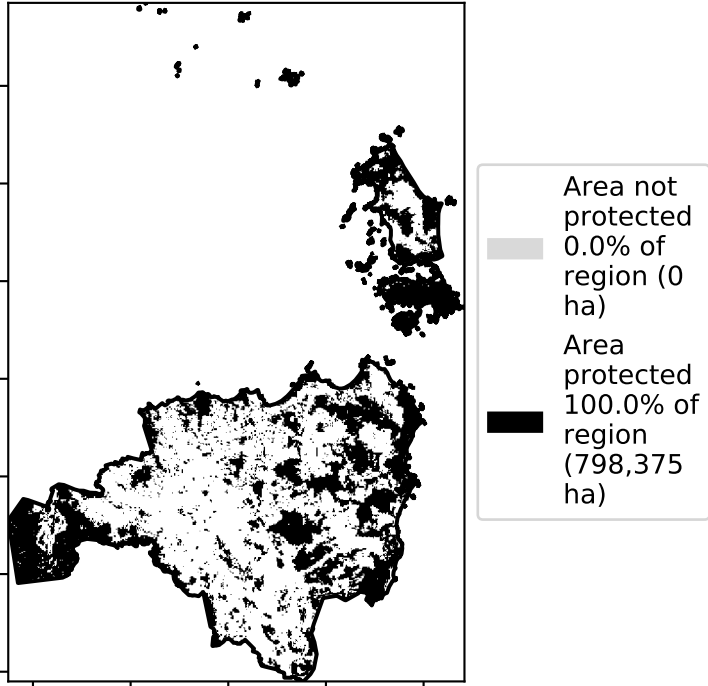 Area not
protected
0.0% of
region (0
ha)
Area
protected
100.0% of
region
(798,375
ha)